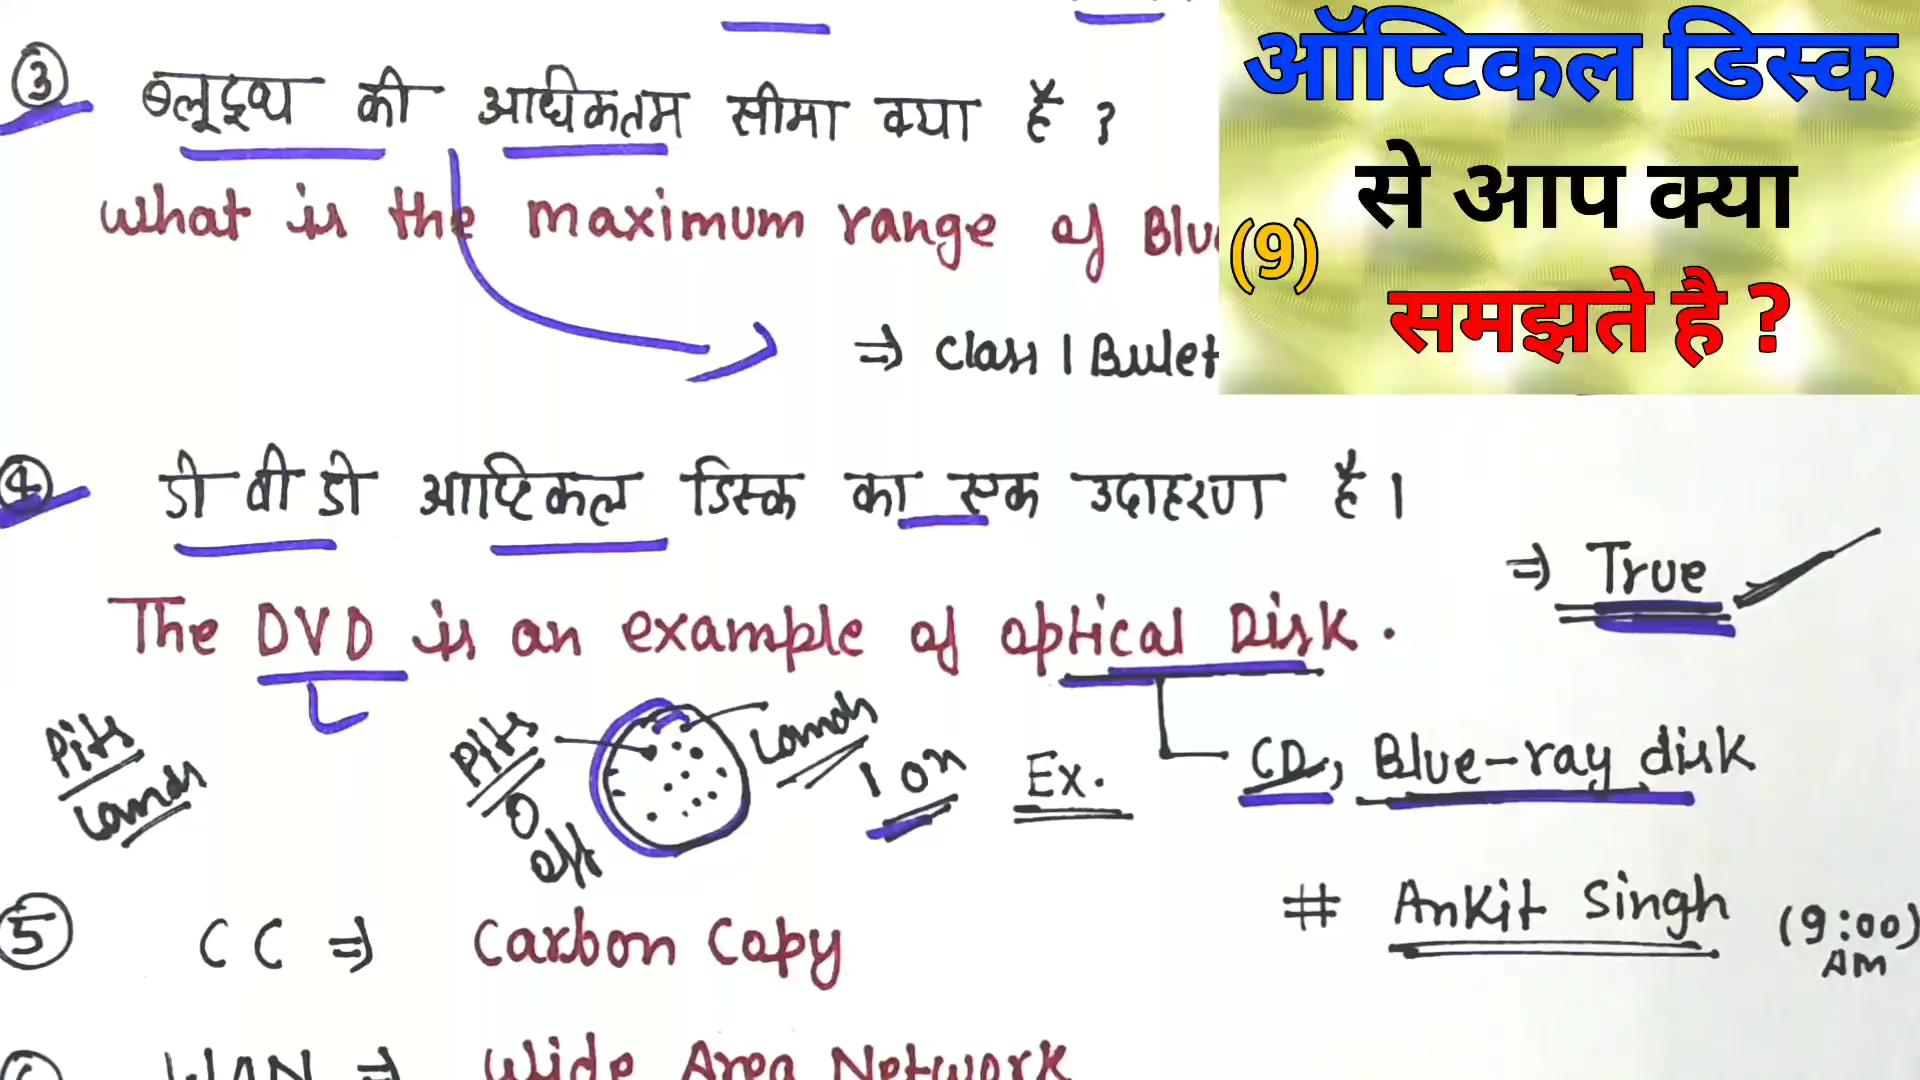 ③ ब्लूटूथ की अधिकतम सीमा क्या है ?
What is the maximum range of Blu
⇒ Class 1 Bulet
ऑप्टिकल डिस्क
से आप क्या
(9)
समझते है ?
④ डी वी डी आप्टिकल डिस्क का एक उदाहरण है ।
⇒ True
The DVD is an example of optical Disk .
Pits
Lands
Pits
0
off
Lands
1 on
Ex.
CD, Blue-ray disk
⑤ CC ⇒ Carbon Copy
# Ankit Singh (9:00)
AM
WAN ⇒ Wide Area Network